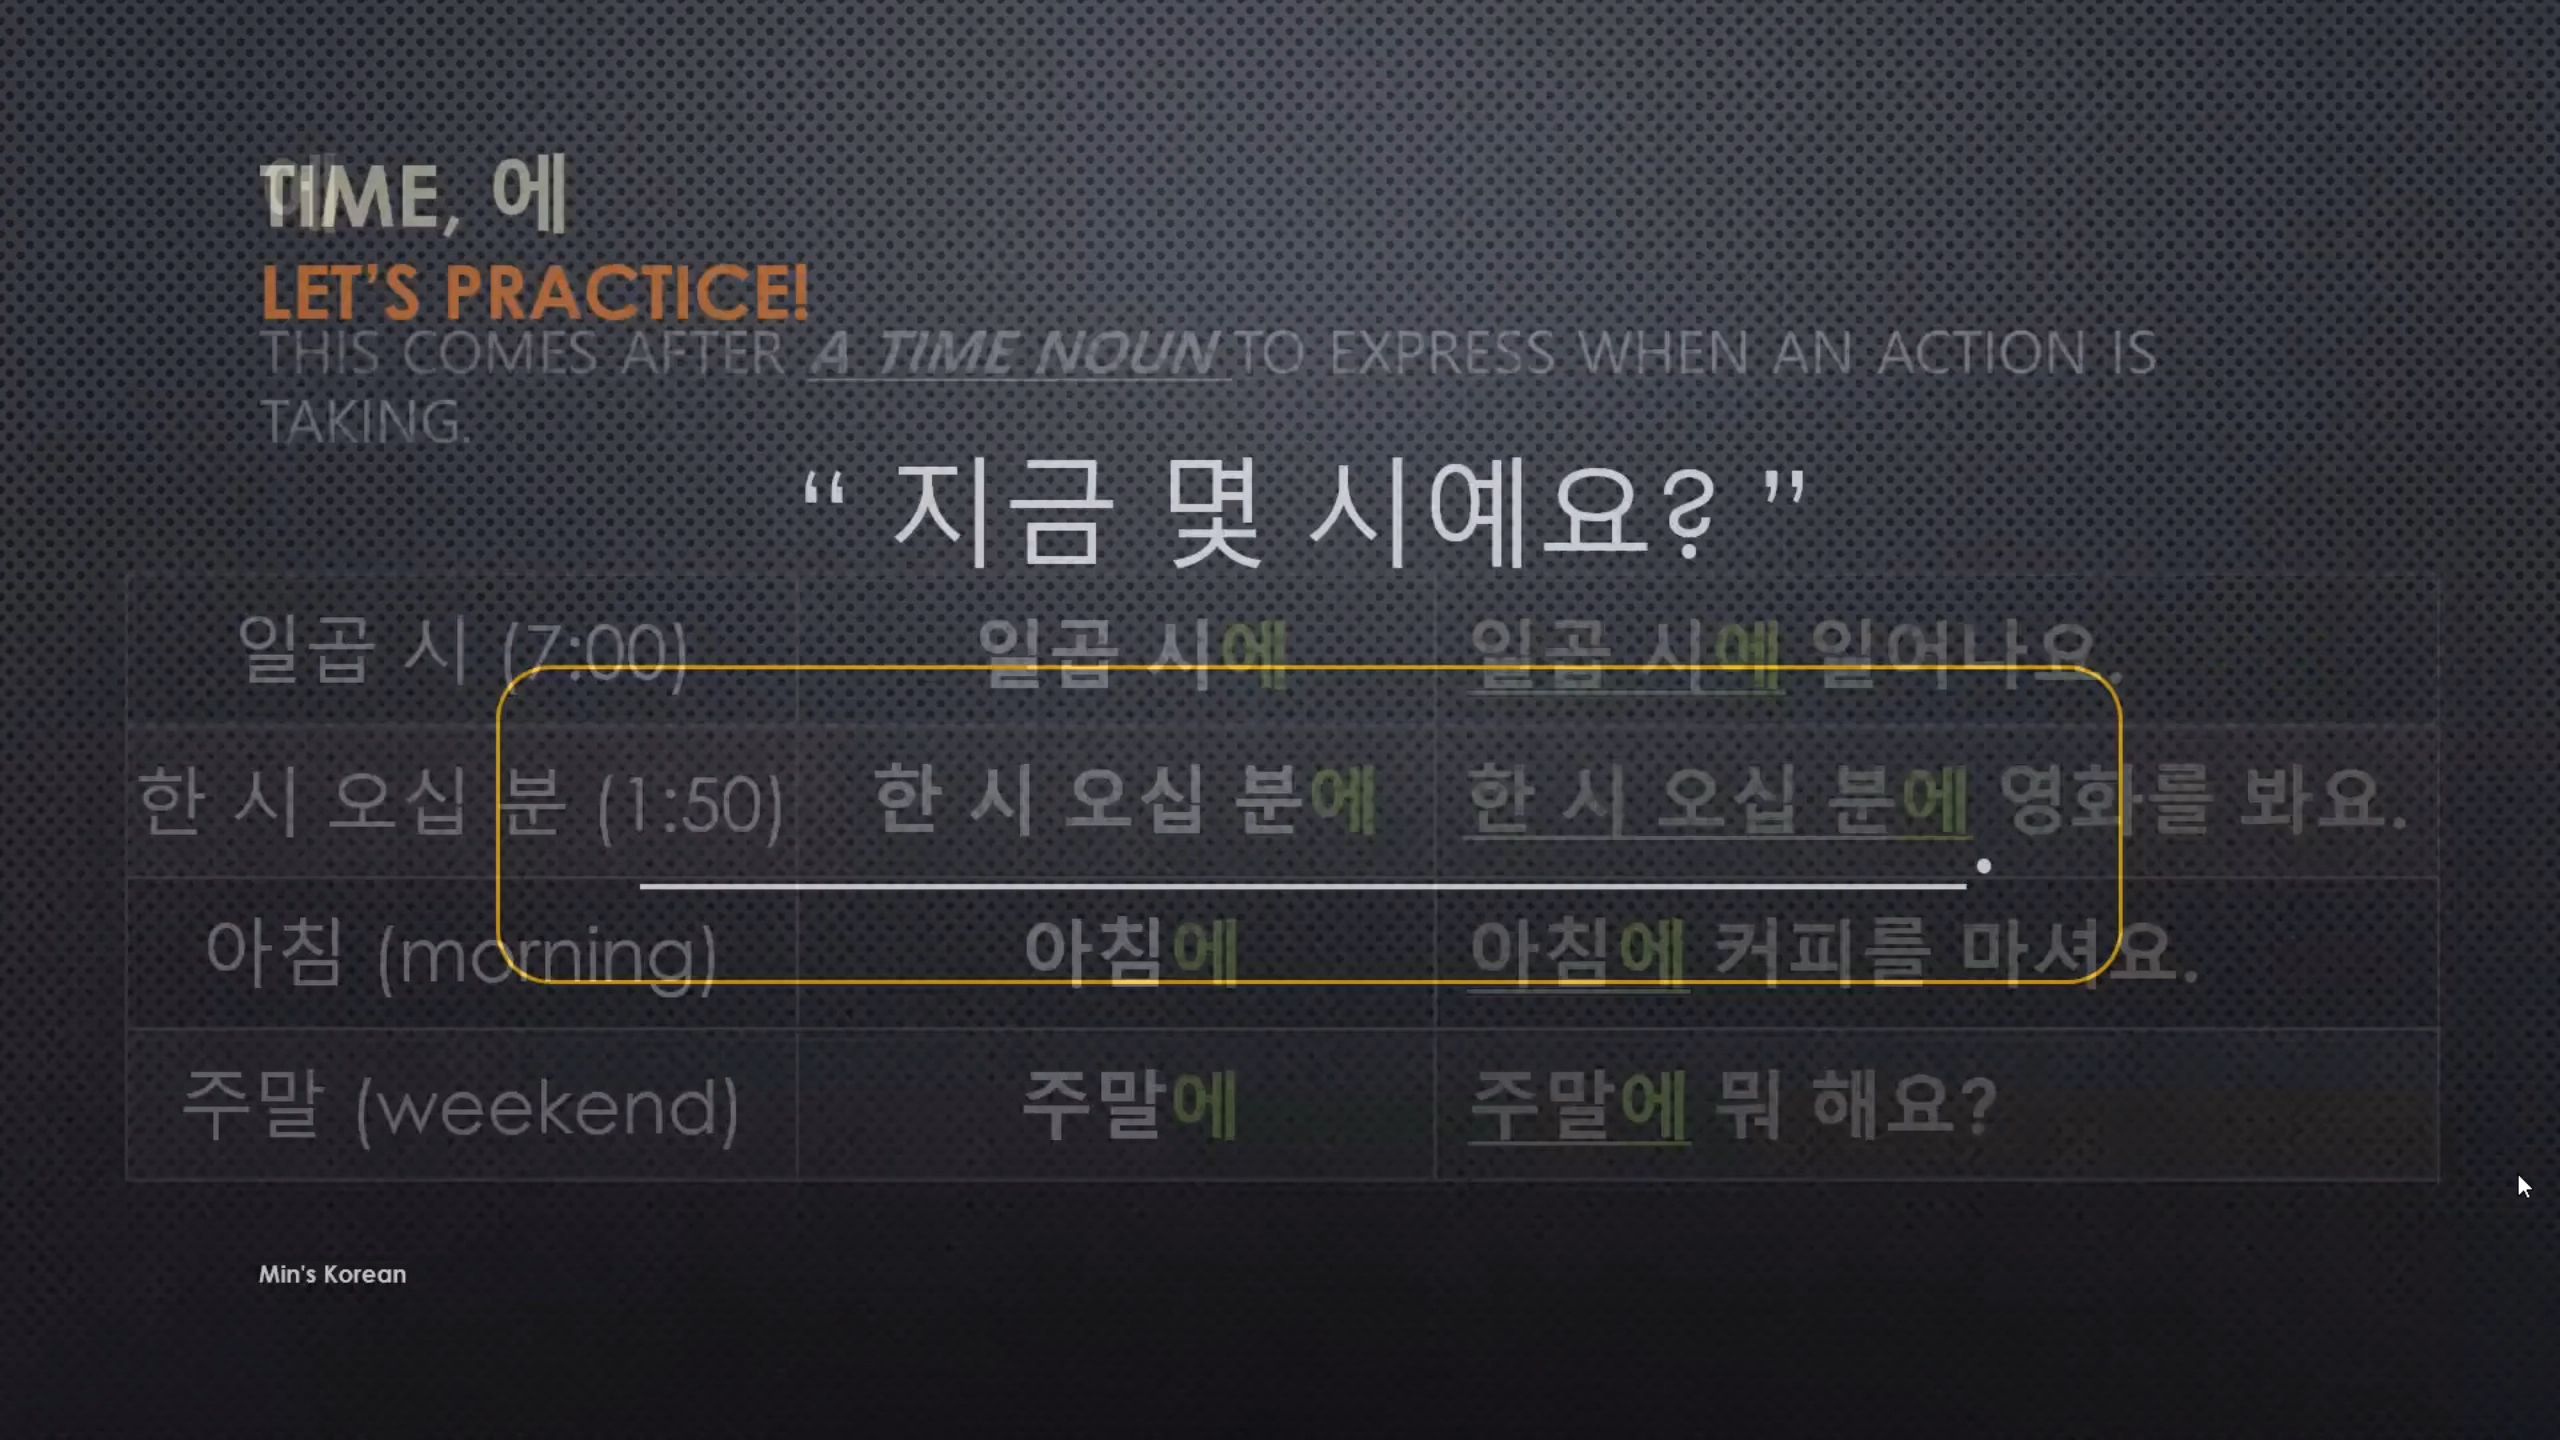 TIME, 에
에
LET'S PRACTICE!
THIS COMES AFTER A TIME NOUN TO EXPRESS WHEN AN ACTION IS
TAKING.
“ 지금 몇 시예요? ”
일곱 시 (7:00) 일곱 시에 일곱 시에 일어나요.
한 시 오십 분 (1:50) 한 시 오십 분에 한 시 오십 분에 영화를 봐요.
.
아침 (morning) 아침에 아침에 커피를 마셔요.
주말 (weekend) 주말에 주말에 뭐 해요?
Min's Korean